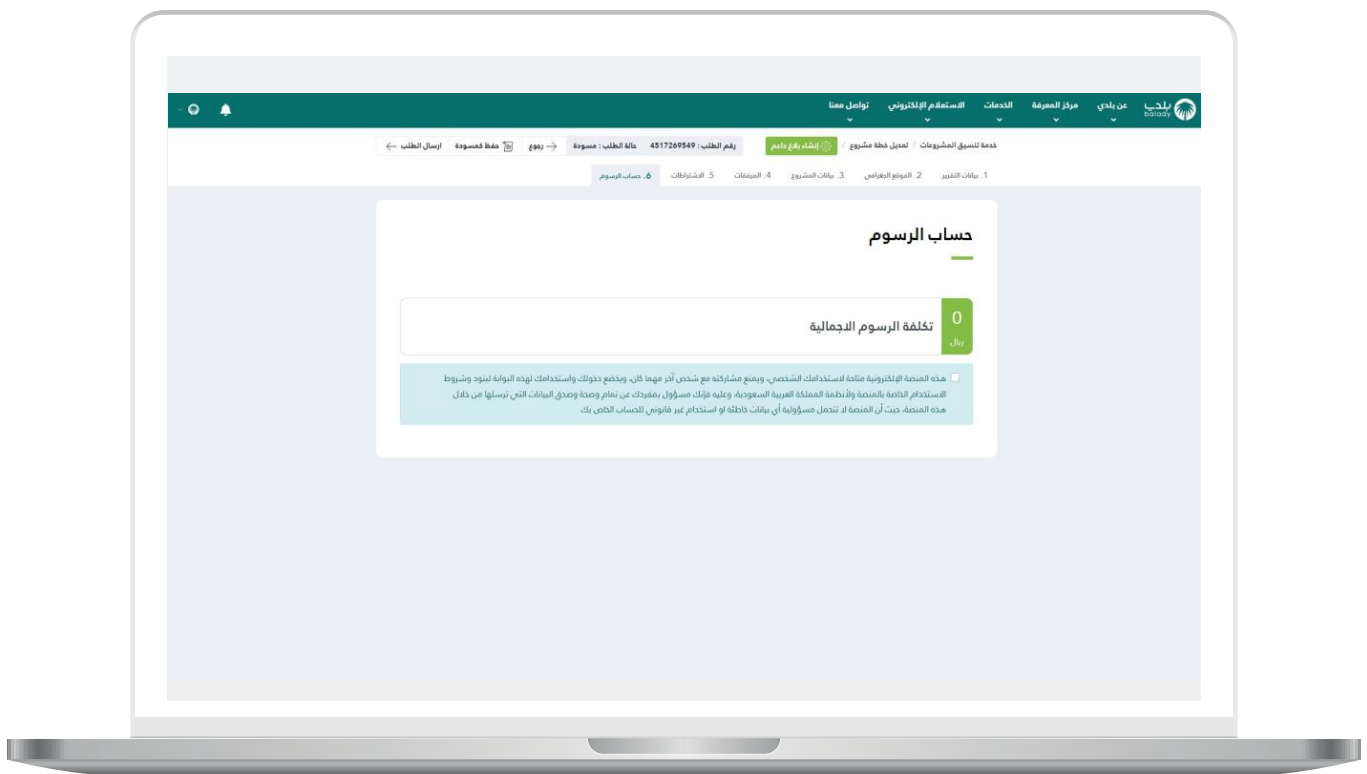 بلدي
balady
عن بلدي
مركز المعرفة
الخدمات
الاستعلام الإلكتروني
تواصل معنا
خدمة تنسيق المشروعات / تعديل خطة مشروع /
إنشاء بلاغ داعم
رقم الطلب : 4517269549
حالة الطلب : مسودة
رجوع
حفظ كمسودة
ارسال الطلب
1. بيانات التقرير
2. الموقع الجغرافي
3. بيانات المشروع
4. المرفقات
5. الاشتراطات
6. حساب الرسوم
حساب الرسوم
0
ريال
تكلفة الرسوم الاجمالية
هذه المنصة الإلكترونية متاحة لاستخدامك الشخصي، ويمنع مشاركته مع شخص آخر مهما كان، ويخضع دخولك واستخدامك لهذه البوابة لبنود وشروط
الاستخدام الخاصة بالمنصة ولأنظمة المملكة العربية السعودية، وعليه فإنك مسؤول بمفردك عن تمام وصحة وصدق البيانات التي ترسلها من خلال
هذه المنصة، حيث أن المنصة لا تتحمل مسؤولية أي بيانات خاطئة او استخدام غير قانوني للحساب الخاص بك